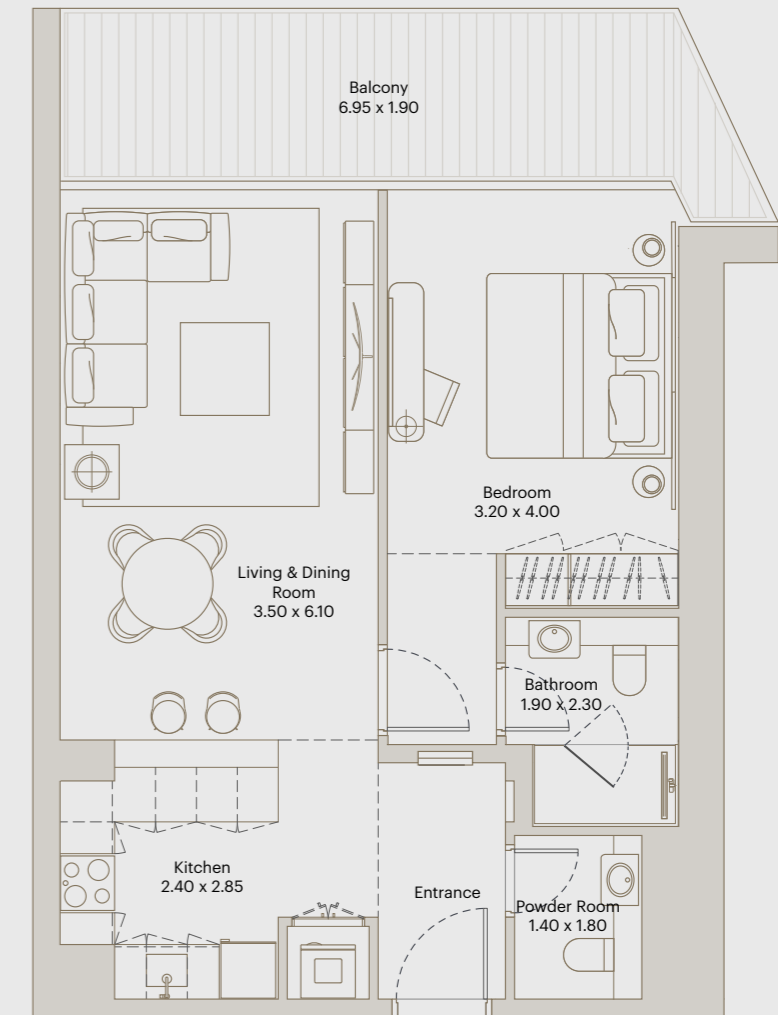 Balcony
6.95 x 1.90
Bedroom
3.20 x 4.00
Living & Dining
Room
3.50 x 6.10
Bathroom
1.90 x 2.30
Kitchen
2.40 x 2.85
Entrance
Powder Room
1.40 x 1.80